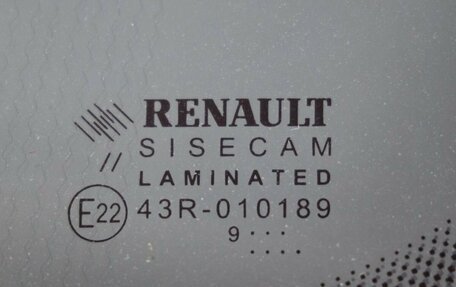 RENAULT
SISECAM
//
LAMINATED
E22 43R-010189
9 ... ....